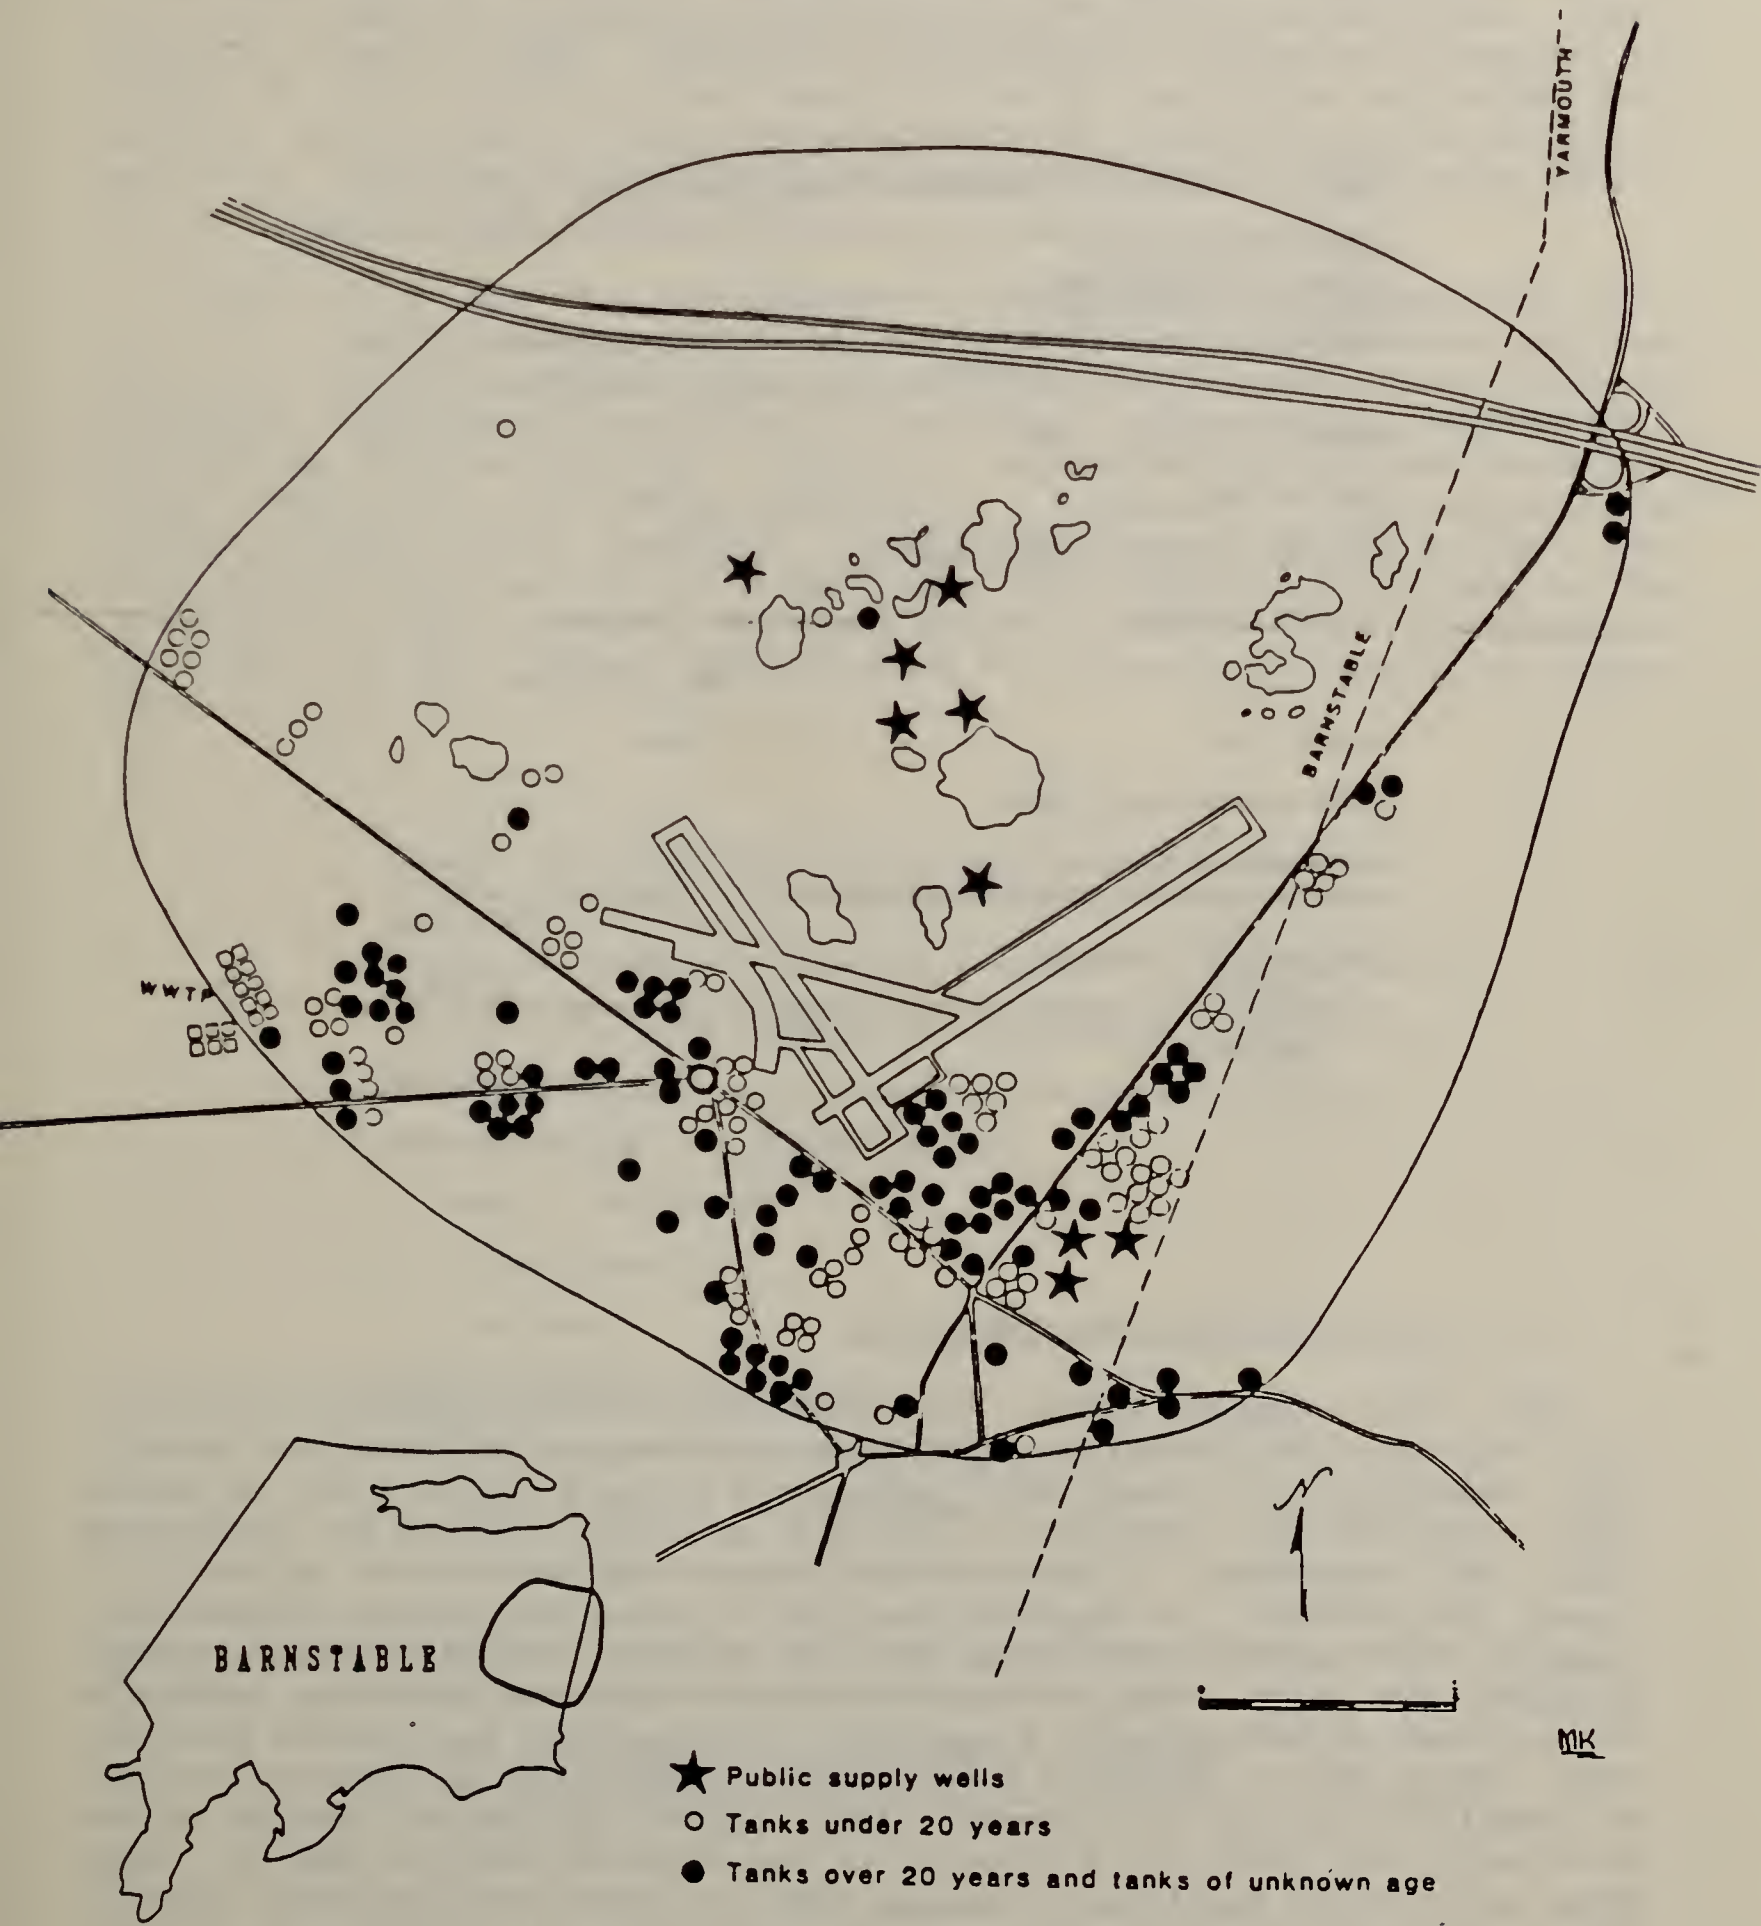 YARMOUTH
BARNSTABLE
WWTP
N
BARNSTABLE
MK
Public supply wells
Tanks under 20 years
Tanks over 20 years and tanks of unknown age